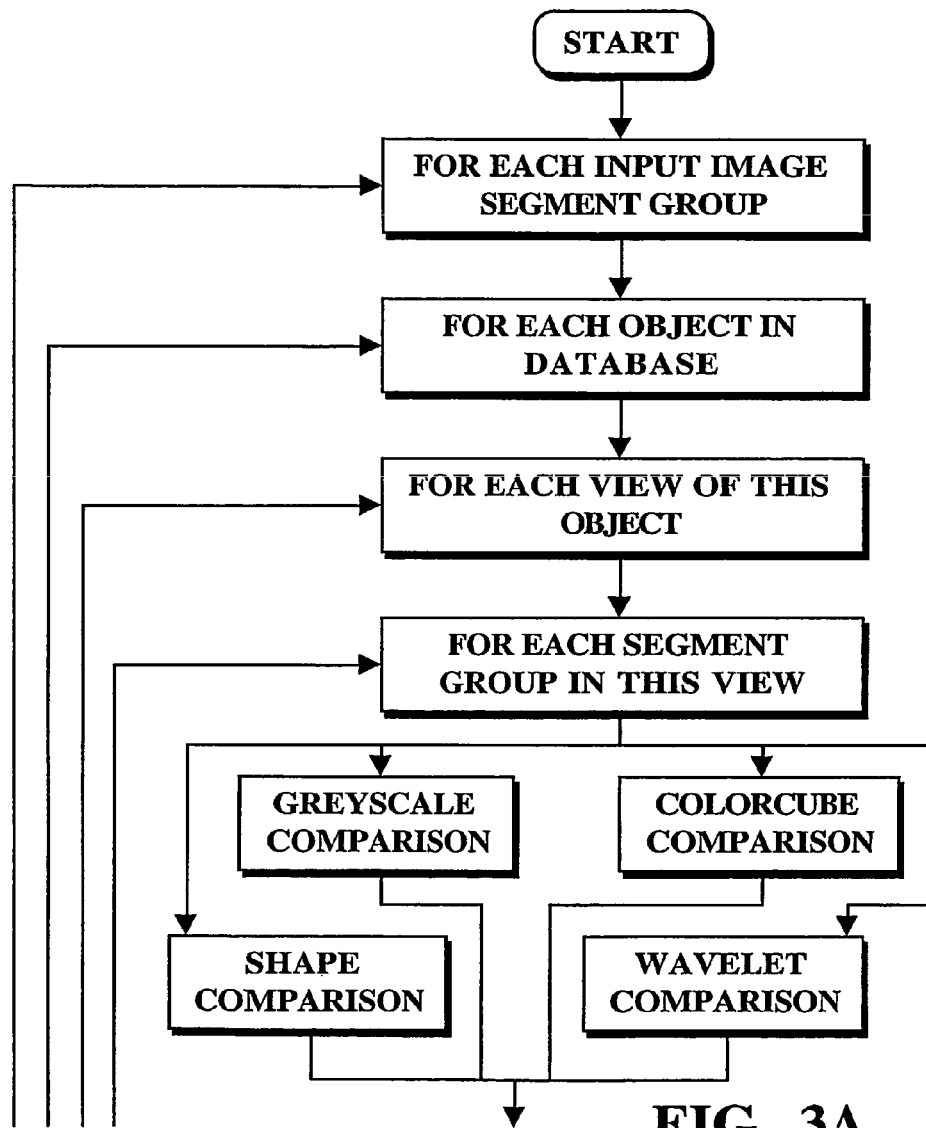 START
FOR EACH INPUT IMAGE
SEGMENT GROUP
FOR EACH OBJECT IN
DATABASE
FOR EACH VIEW OF THIS
OBJECT
FOR EACH SEGMENT
GROUP IN THIS VIEW
GREYSCALE
COMPARISON
COLORCUBE
COMPARISON
SHAPE
COMPARISON
WAVELET
COMPARISON
FIG. 3A